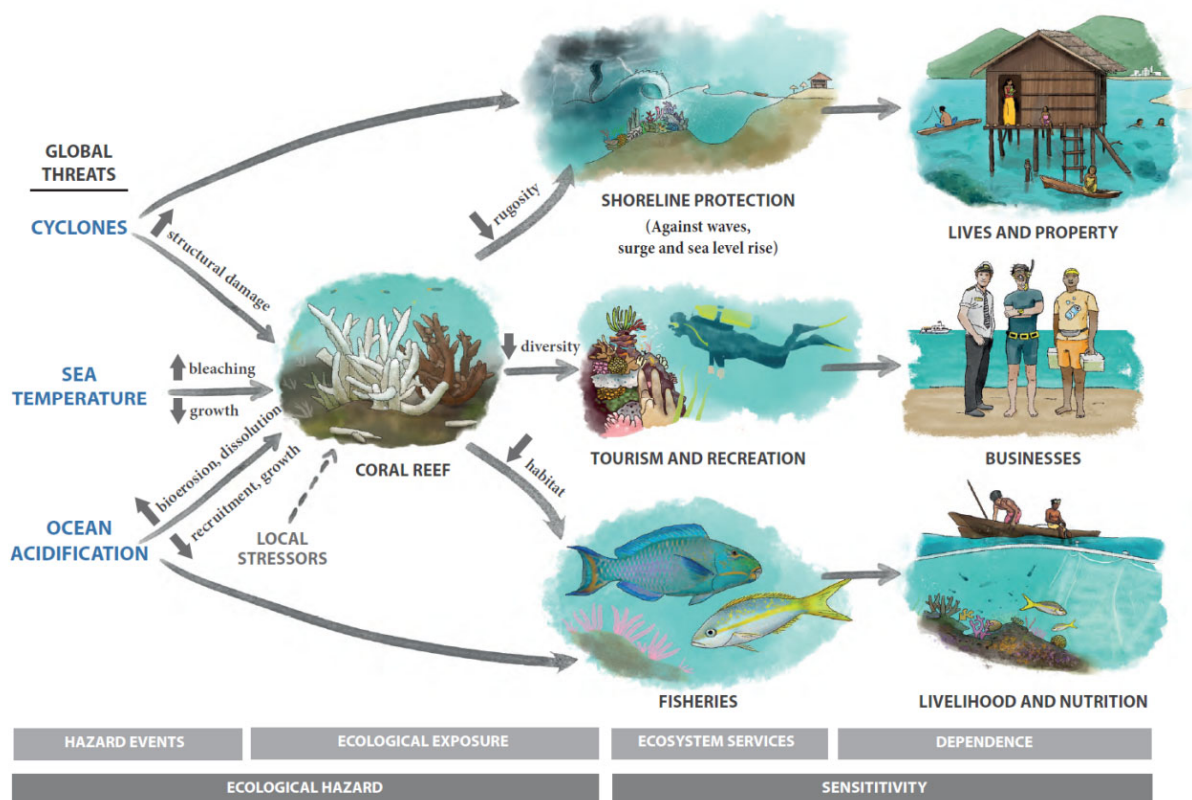 GLOBAL
THREATS
CYCLONES
structural damage
rugosity
SHORELINE PROTECTION
(Against waves,
surge and sea level rise)
LIVES AND PROPERTY
SEA
TEMPERATURE
bleaching
growth
CORAL REEF
diversity
TOURISM AND RECREATION
BUSINESSES
bioerosion, dissolution
recruitment, growth
habitat
OCEAN
ACIDIFICATION
LOCAL
STRESSORS
FISHERIES
LIVELIHOOD AND NUTRITION
HAZARD EVENTS
ECOLOGICAL EXPOSURE
ECOSYSTEM SERVICES
DEPENDENCE
ECOLOGICAL HAZARD
SENSITITIVITY